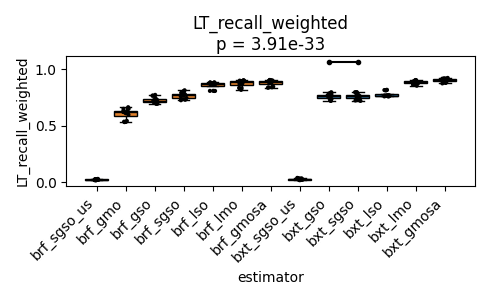 LT_recall_weighted
p = 3.91e-33
LT_recall_weighted
1.0
0.5
0.0
brf_sgso_us
brf_gmo
brf_gso
brf_sgso
brf_lso
brf_lmo
brf_gmosa
bxt_sgso_us
bxt_gso
bxt_sgso
bxt_lso
bxt_lmo
bxt_gmosa
estimator